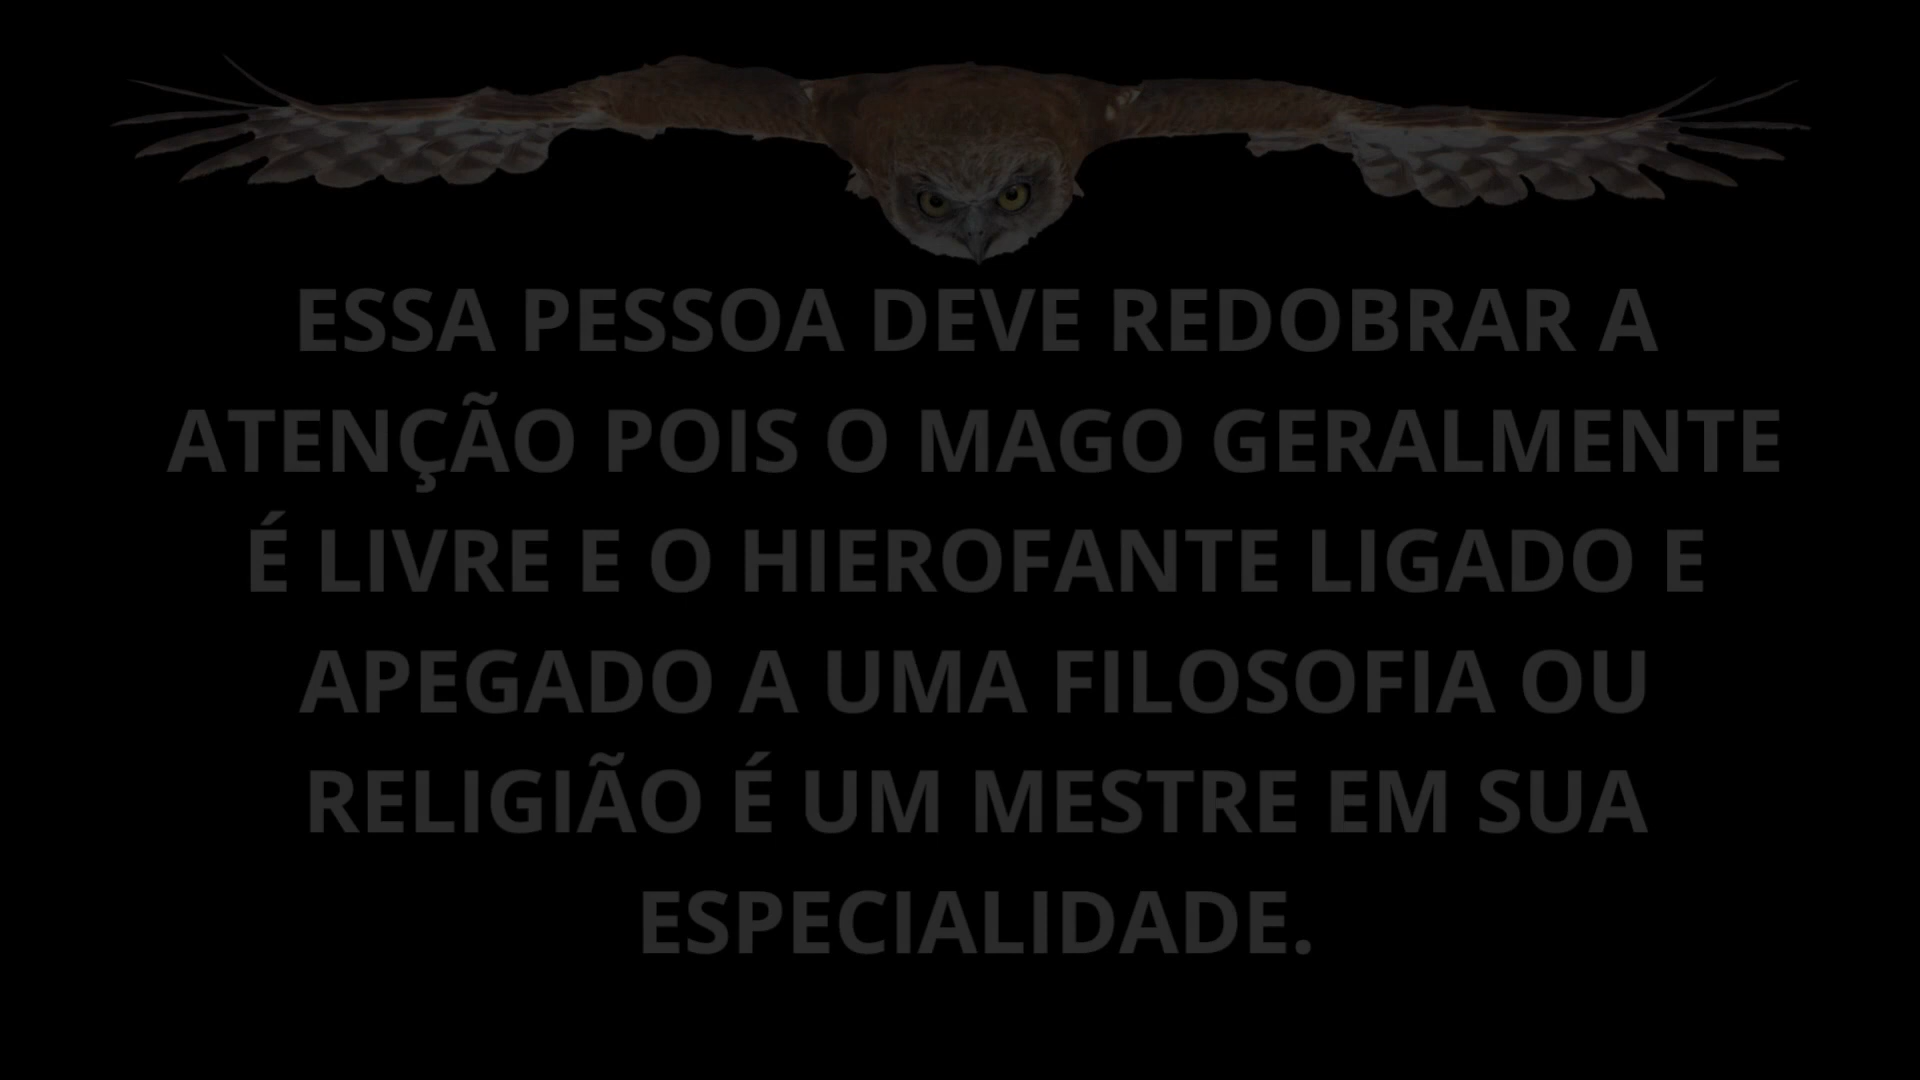 ESSA PESSOA DEVE REDOBRAR A
ATENÇÃO POIS O MAGO GERALMENTE
É LIVRE E O HIEROFANTE LIGADO E
APEGADO A UMA FILOSOFIA OU
RELIGIÃO É UM MESTRE EM SUA
ESPECIALIDADE.